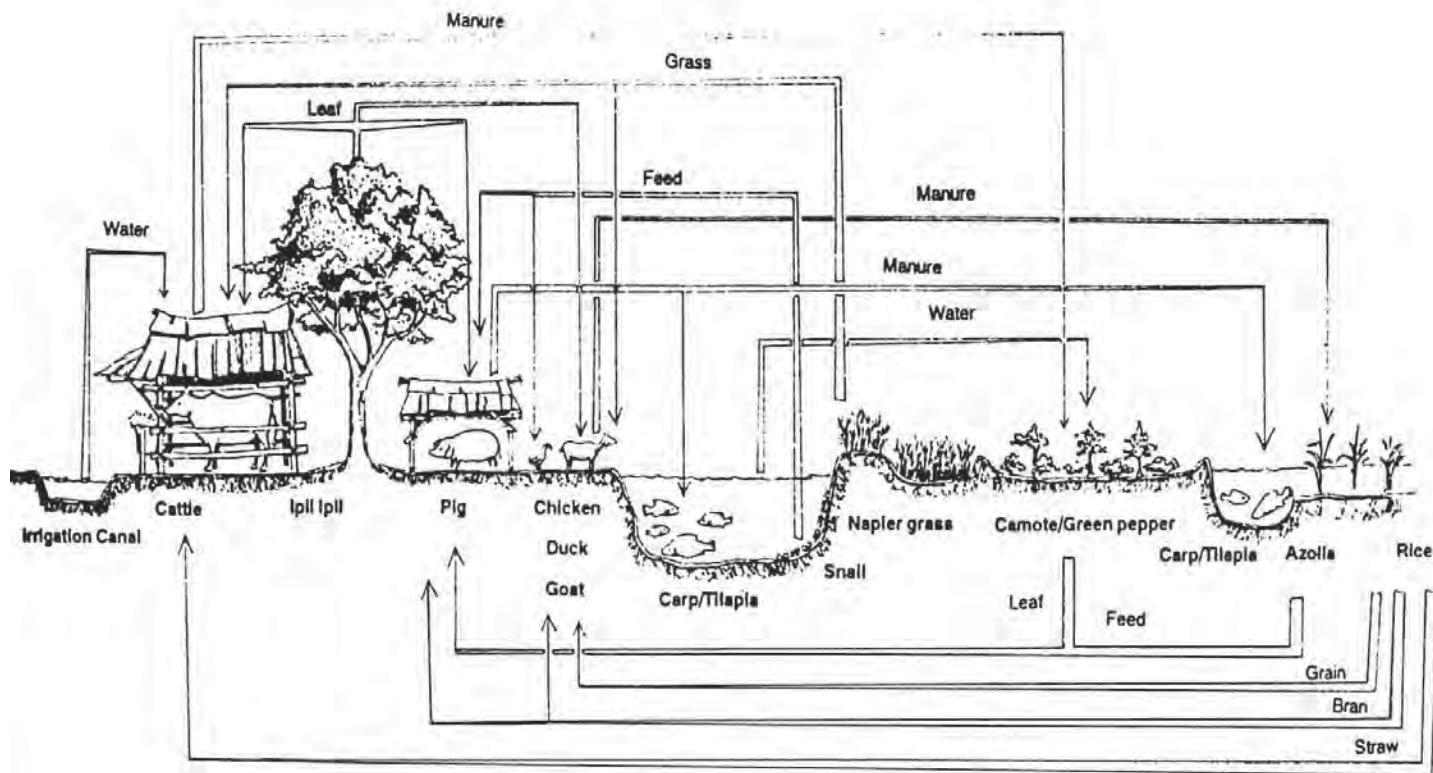 Manure
Grass
Leaf
Feed
Manure
Water
Manure
Water
Cattle
Ipil Ipil
Pig
Chicken
Napier grass
Camote/Green pepper
Irrigation Canal
Duck
Snail
Carp/Tilapia
Azolla
Rice
Goat
Carp/Tilapia
Leaf
Feed
Grain
Bran
Straw